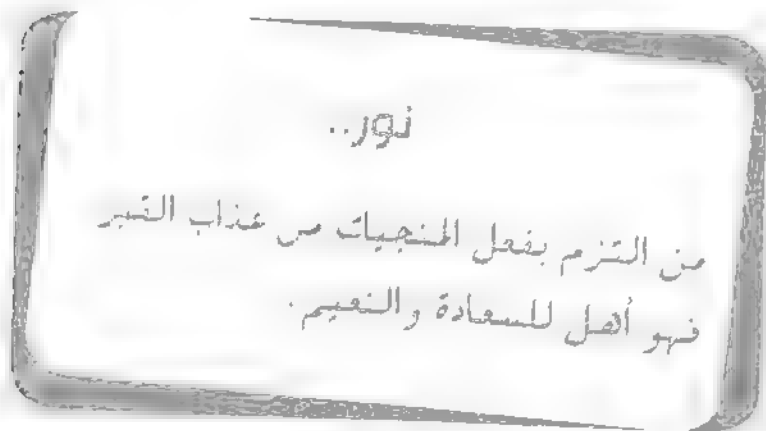 نور..
من التزم بفعل المنجيات من عذاب القبر
فهو أهل للسعادة والنعيم.